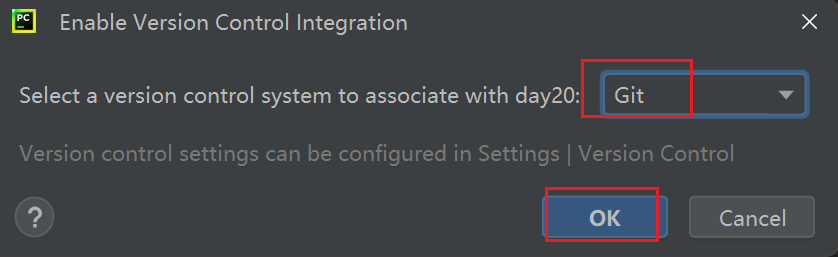 PC
Enable Version Control Integration
Select a version control system to associate with day20: Git
Version control settings can be configured in Settings | Version Control
? OK Cancel